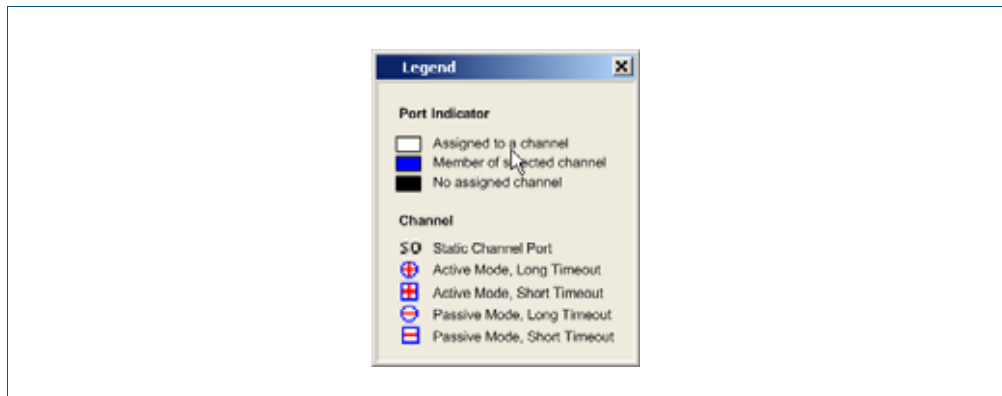 Legend
Port Indicator
Assigned to a channel
Member of selected channel
No assigned channel
Channel
SO Static Channel Port
Active Mode, Long Timeout
Active Mode, Short Timeout
Passive Mode, Long Timeout
Passive Mode, Short Timeout